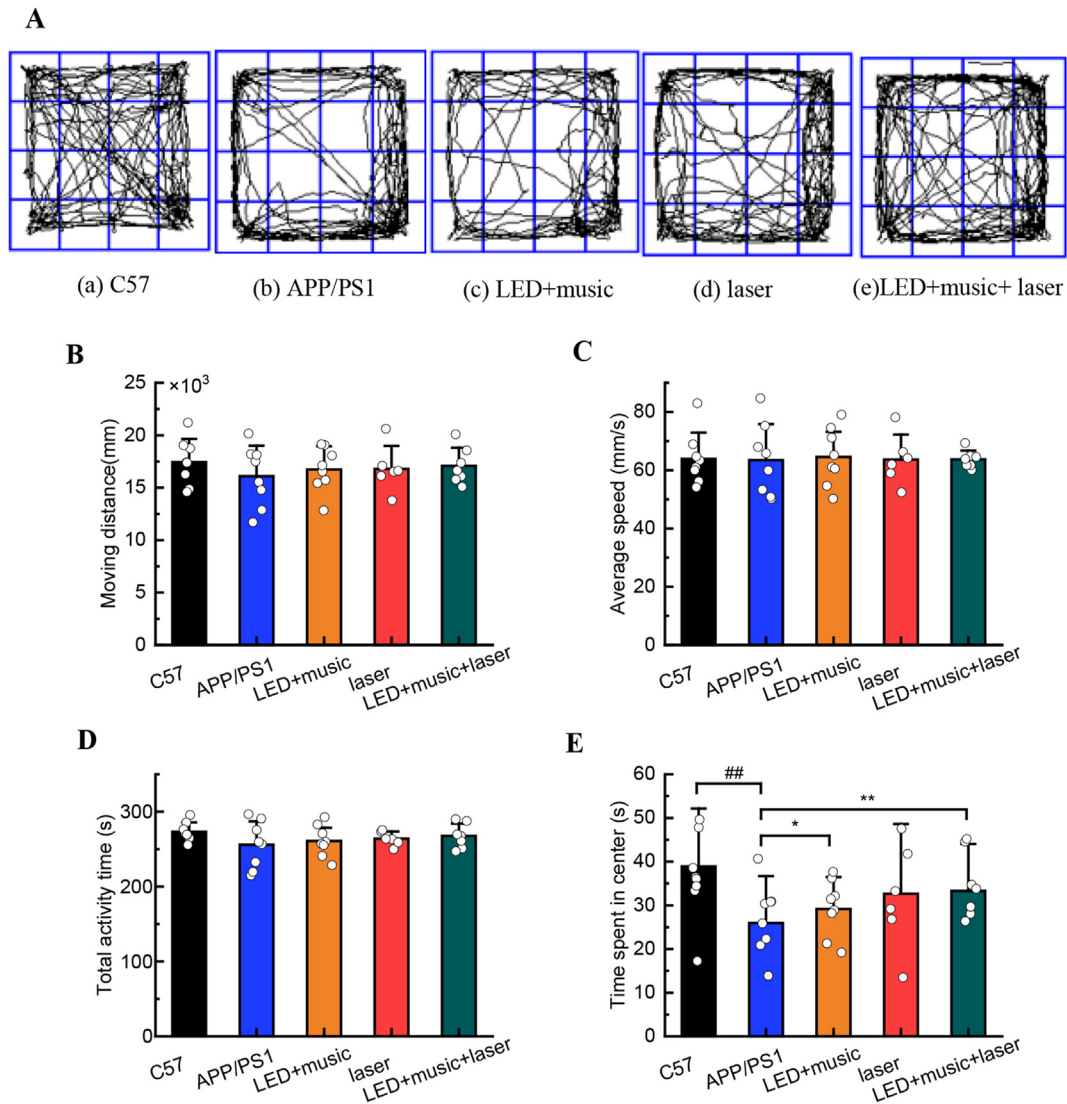 A
(a) C57
(b) APP/PS1
(c) LED+music
(d) laser
(e)LED+music+ laser
B
×10³
25
20
15
10
5
0
Moving distance(mm)
C57
APP/PS1
LED+music
laser
LED+music+laser
C
80
60
40
20
0
Average speed (mm/s)
C57
APP/PS1
LED+music
laser
LED+music+laser
D
300
200
100
0
Total activity time (s)
C57
APP/PS1
LED+music
laser
LED+music+laser
E
60
50
40
30
20
10
0
Time spent in center (s)
##
**
*
C57
APP/PS1
LED+music
laser
LED+music+laser